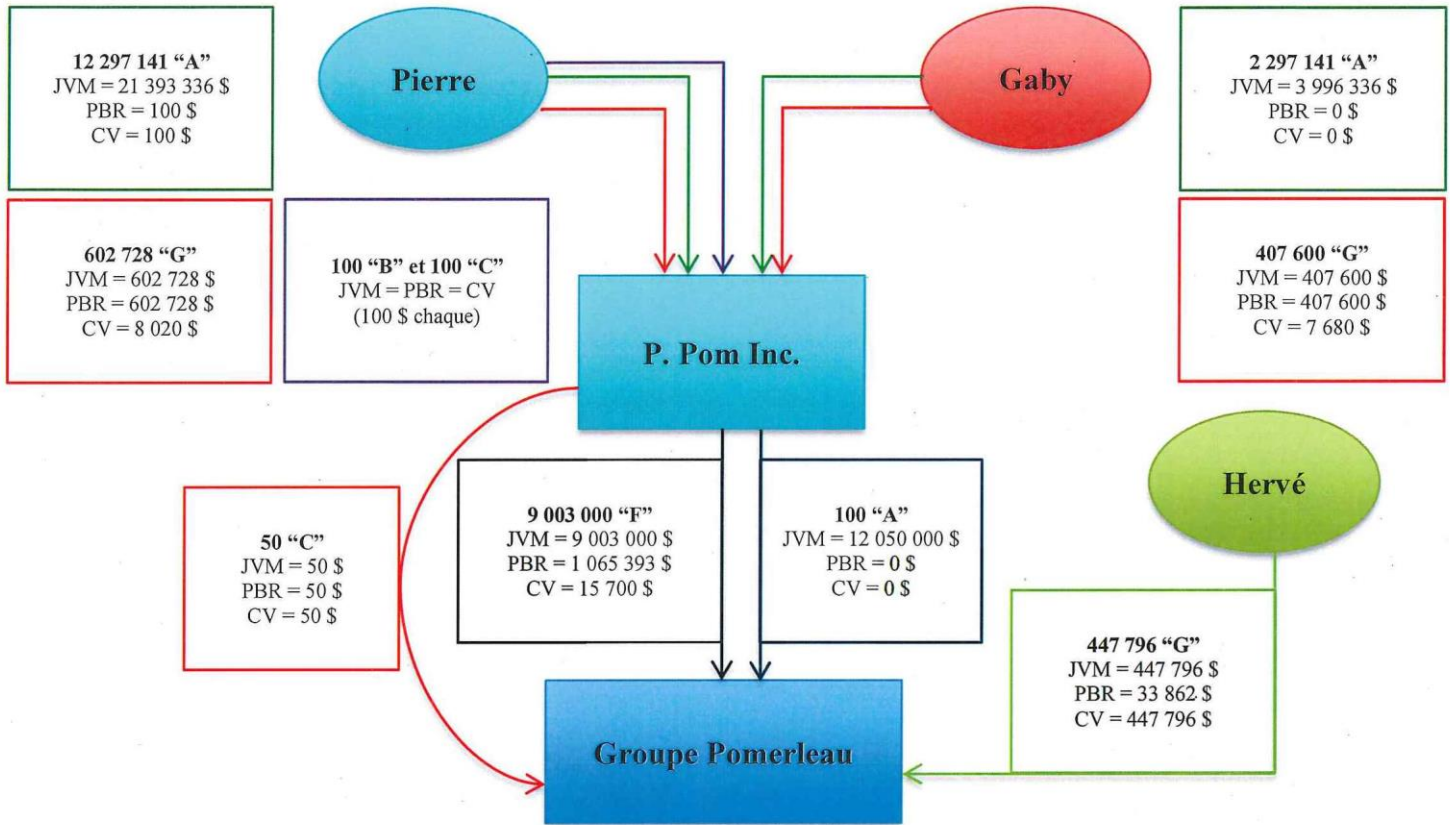 12 297 141 “A”
JVM = 21 393 336 $
PBR = 100 $
CV = 100 $
Pierre
Gaby
2 297 141 “A”
JVM = 3 996 336 $
PBR = 0 $
CV = 0 $
602 728 “G”
JVM = 602 728 $
PBR = 602 728 $
CV = 8 020 $
100 “B” et 100 “C”
JVM = PBR = CV
(100 $ chaque)
P. Pom Inc.
407 600 “G”
JVM = 407 600 $
PBR = 407 600 $
CV = 7 680 $
Hervé
50 “C”
JVM = 50 $
PBR = 50 $
CV = 50 $
9 003 000 “F”
JVM = 9 003 000 $
PBR = 1 065 393 $
CV = 15 700 $
100 “A”
JVM = 12 050 000 $
PBR = 0 $
CV = 0 $
447 796 “G”
JVM = 447 796 $
PBR = 33 862 $
CV = 447 796 $
Groupe Pomerleau